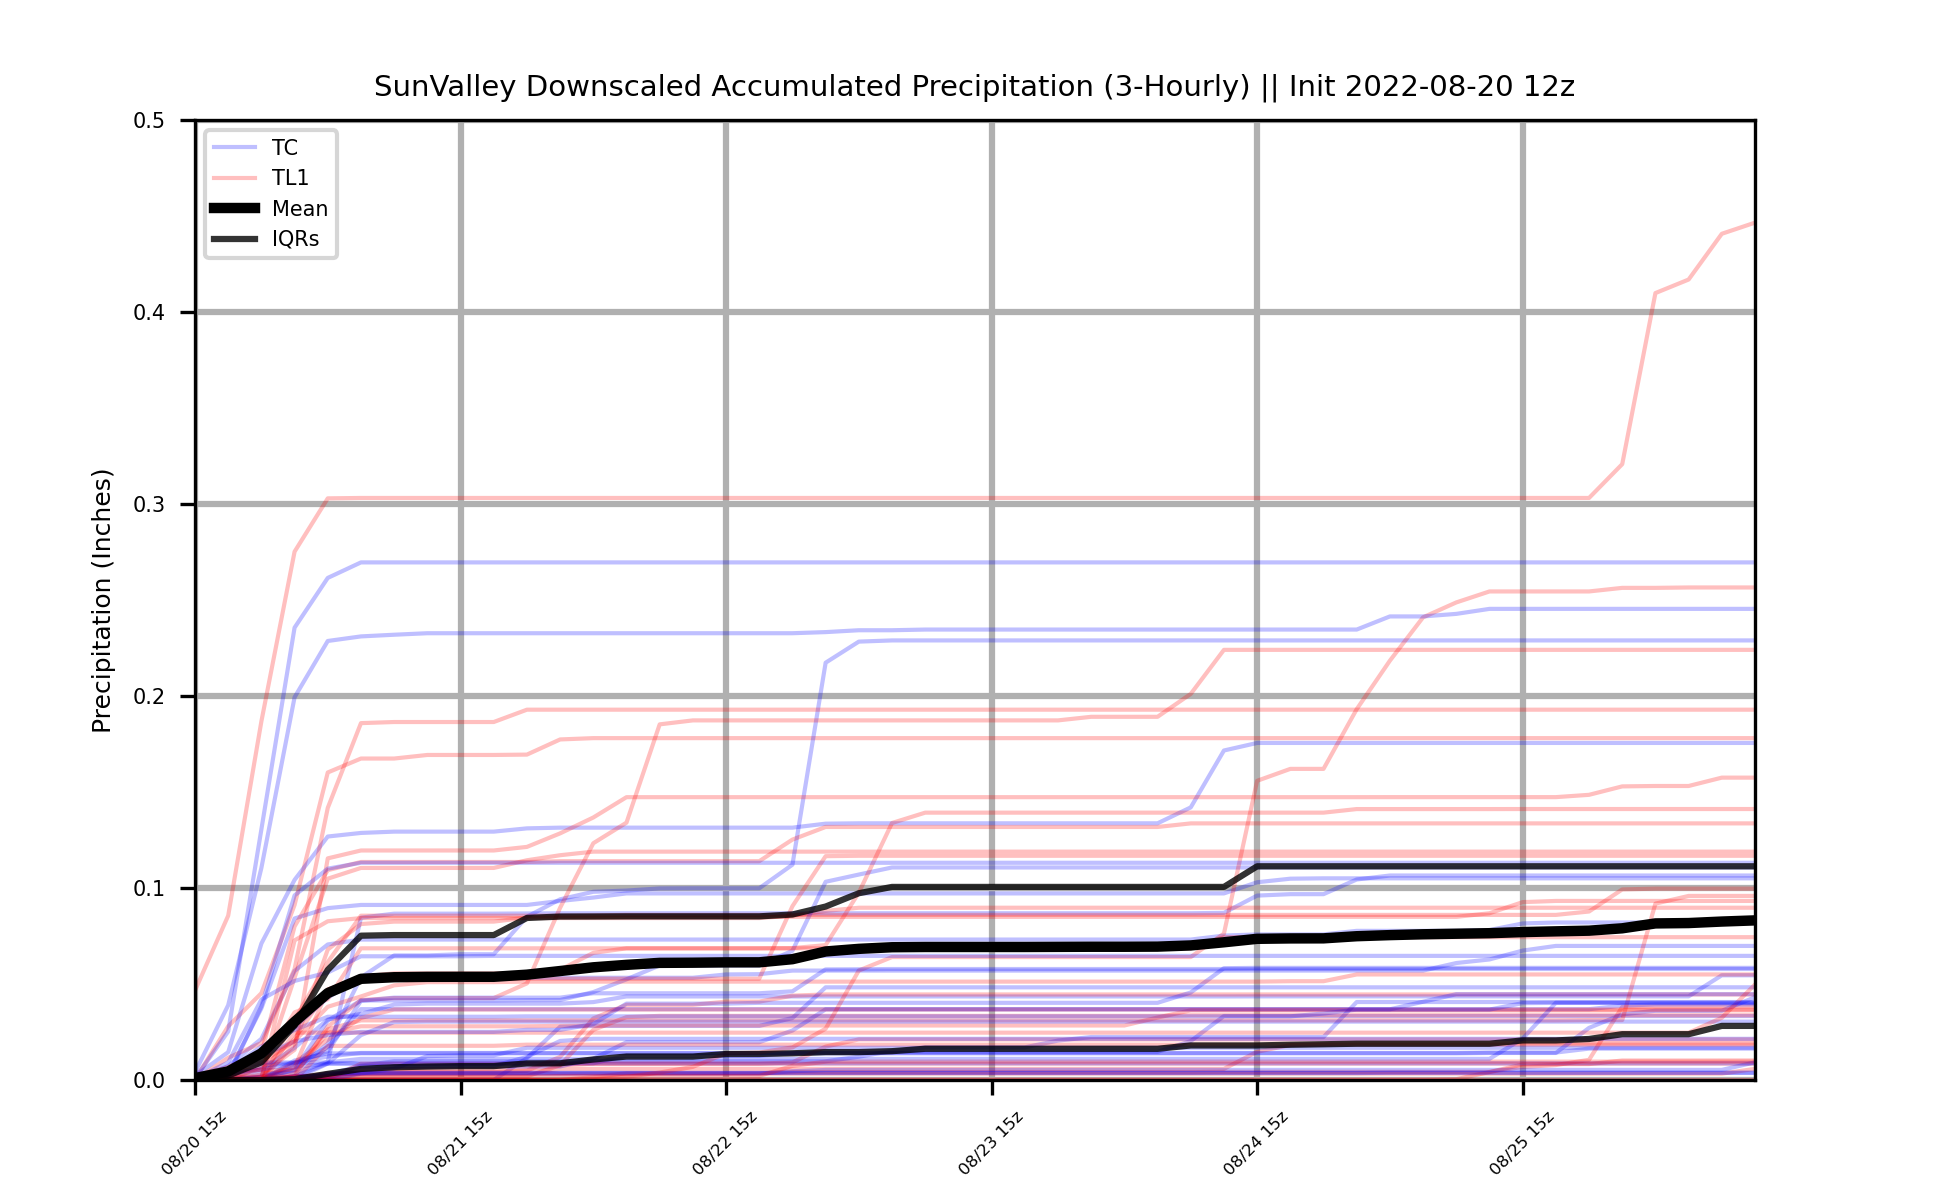 SunValley Downscaled Accumulated Precipitation (3-Hourly) || Init 2022-08-20 12z
Precipitation (Inches)
0.5
0.4
0.3
0.2
0.1
0.0
TC
TL1
Mean
IQRs
08/20 15z
08/21 15z
08/22 15z
08/23 15z
08/24 15z
08/25 15z